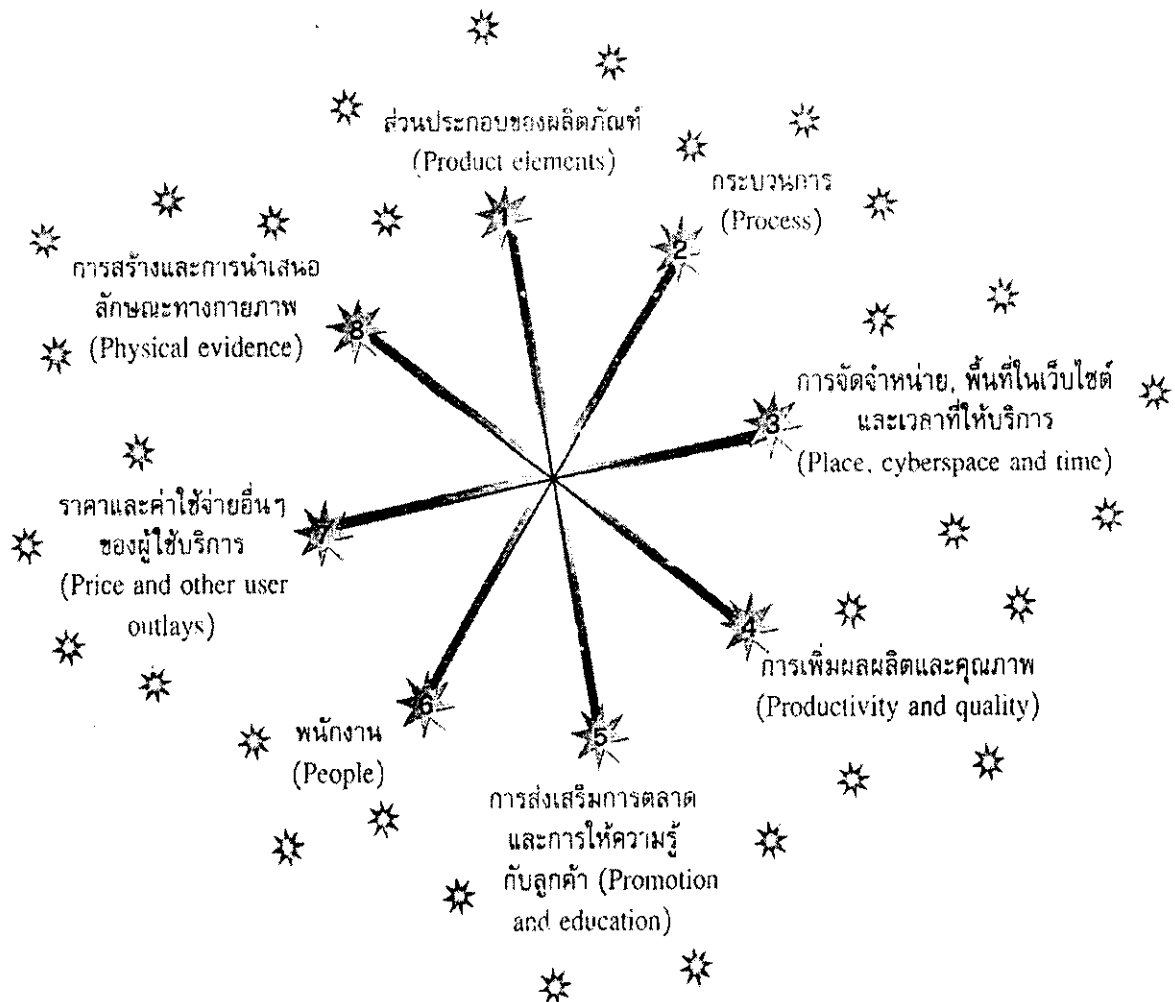 ส่วนประกอบของผลิตภัณฑ์
(Product elements)
1
กระบวนการ
(Process)
2
การจัดจำหน่าย, พื้นที่ในเว็บไซต์
และเวลาที่ให้บริการ
(Place, cyberspace and time)
3
4
การเพิ่มผลผลิตและคุณภาพ
(Productivity and quality)
5
การส่งเสริมการตลาด
และการให้ความรู้
กับลูกค้า (Promotion
and education)
6
พนักงาน
(People)
7
ราคาและค่าใช้จ่ายอื่นๆ
ของผู้ใช้บริการ
(Price and other user
outlays)
8
การสร้างและการนำเสนอ
ลักษณะทางกายภาพ
(Physical evidence)